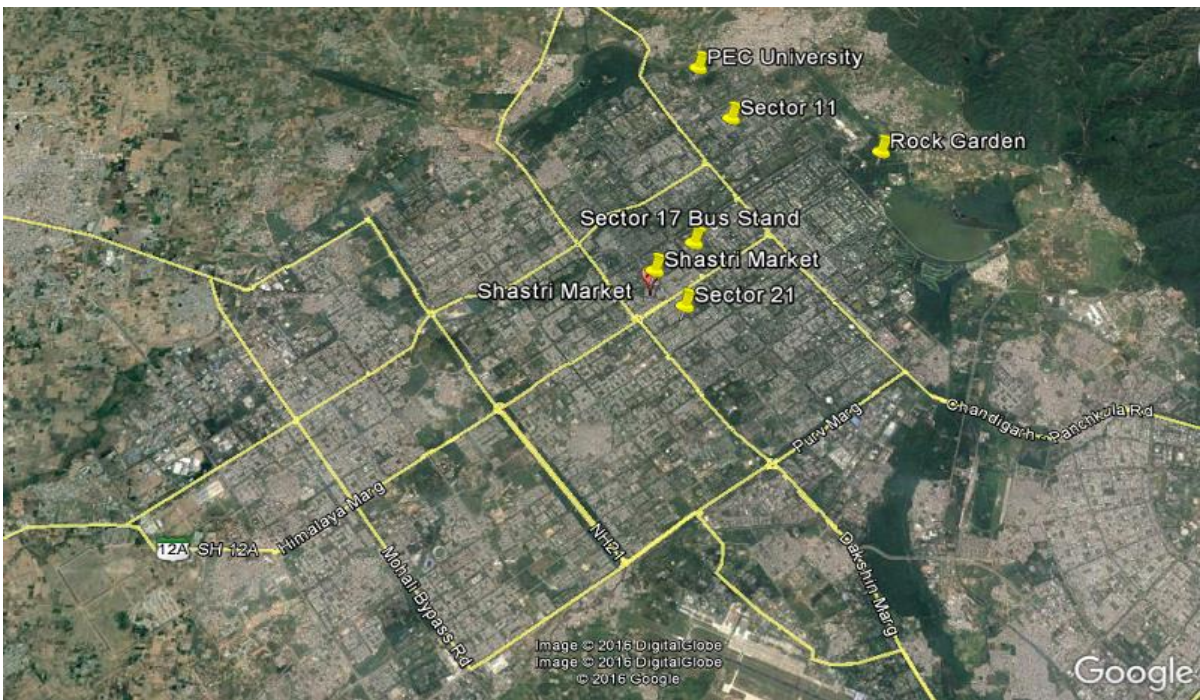 PEC University
Sector 11
Rock Garden
Sector 17 Bus Stand
Shastri Market
Shastri Market
Sector 21
Chandigarh - Panchkula Rd
Purv Marg
Himalaya Marg
12A
SH 12A
NH21
Dakshin Marg
Mohali Bypass Rd
Image © 2016 DigitalGlobe
Image © 2016 DigitalGlobe
© 2016 Google
Google